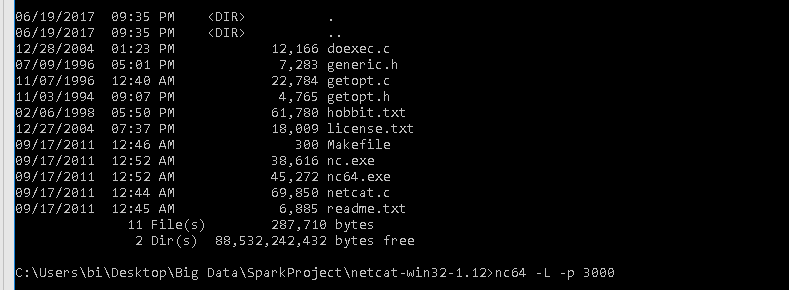 06/19/2017  09:35 PM    <DIR>          .
06/19/2017  09:35 PM    <DIR>          ..
12/28/2004  01:23 PM            12,166 doexec.c
07/09/1996  05:01 PM             7,283 generic.h
11/07/1996  12:40 AM            22,784 getopt.c
11/03/1994  09:07 PM             4,765 getopt.h
02/06/1998  05:50 PM            61,780 hobbit.txt
12/27/2004  07:37 PM            18,009 license.txt
09/17/2011  12:46 AM               300 Makefile
09/17/2011  12:52 AM            38,616 nc.exe
09/17/2011  12:52 AM            45,272 nc64.exe
09/17/2011  12:44 AM            69,850 netcat.c
09/17/2011  12:45 AM             6,885 readme.txt
11 File(s)        287,710 bytes
2 Dir(s)  88,532,242,432 bytes free
C:\Users\bi\Desktop\Big Data\SparkProject\netcat-win32-1.12>nc64 -L -p 3000